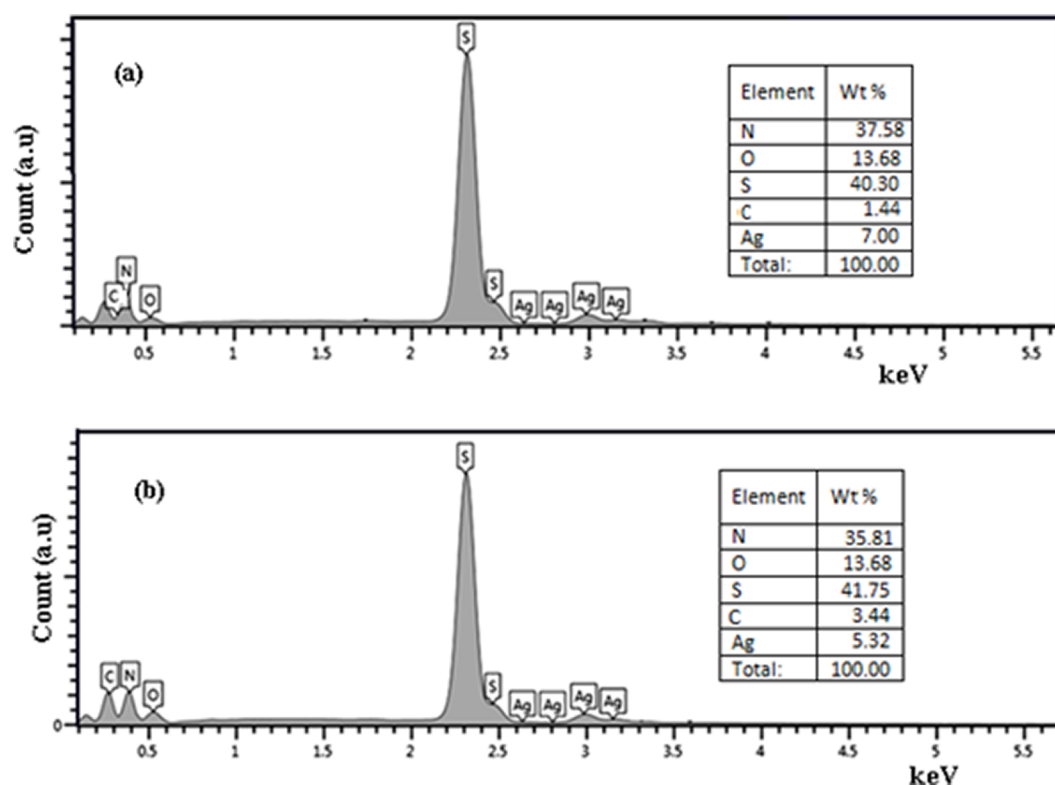 (a)
Count (a.u)
S
N
C
O
S
Ag
Ag
Ag
Ag
Element Wt %
N 37.58
O 13.68
S 40.30
C 1.44
Ag 7.00
Total: 100.00
0.5 1 1.5 2 2.5 3 3.5 4 4.5 5 5.5
keV
(b)
Count (a.u)
S
C
N
O
S
Ag
Ag
Ag
Ag
Element Wt %
N 35.81
O 13.68
S 41.75
C 3.44
Ag 5.32
Total: 100.00
0
0.5 1 1.5 2 2.5 3 3.5 4 4.5 5 5.5
keV